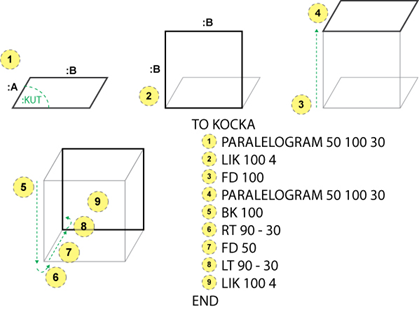 1
:A
:B
:KUT
:B
:B
2
4
3
TO KOCKA
1 PARALELOGRAM 50 100 30
2 LIK 100 4
3 FD 100
4 PARALELOGRAM 50 100 30
5 BK 100
6 RT 90 - 30
7 FD 50
8 LT 90 - 30
9 LIK 100 4
END
5
9
8
7
6